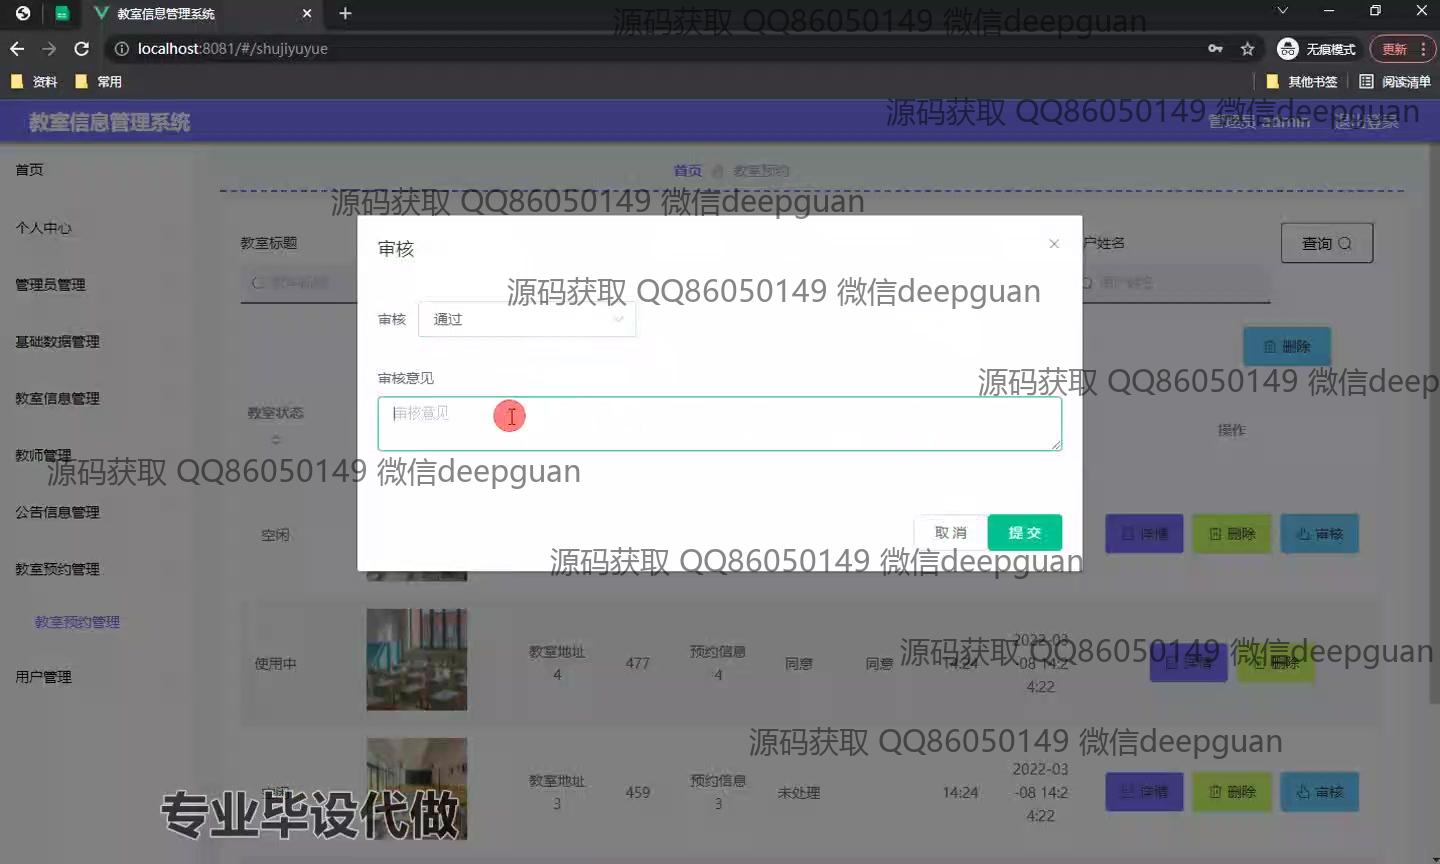 教室信息管理系统
localhost:8081/#/shujiyuyue
无痕模式
更新
资料
常用
其他书签
阅读清单
源码获取 QQ86050149 微信deepguan
教室信息管理系统
源码获取 QQ86050149 微信deepguan
管理员 admin
退出登录
首页
个人中心
管理员管理
基础数据管理
教室信息管理
教师管理
公告信息管理
教室预约管理
教室预约管理
用户管理
首页
教室预约
源码获取 QQ86050149 微信deepguan
教室标题
户姓名
查询
删除
审核
源码获取 QQ86050149 微信deepguan
审核
通过
审核意见
审核意见
源码获取 QQ86050149 微信deep
取 消
提 交
教室状态
操作
源码获取 QQ86050149 微信deepguan
空闲
详情
删除
审核
源码获取 QQ86050149 微信deepguan
使用中
教室地址
4
477
预约信息
4
同意
同意
14:24
2022-03
-08 14:2
4:22
详情
删除
源码获取 QQ86050149 微信deepguan
源码获取 QQ86050149 微信deepguan
空闲
教室地址
3
459
预约信息
3
未处理
14:24
2022-03
-08 14:2
4:22
详情
删除
审核
专业毕设代做